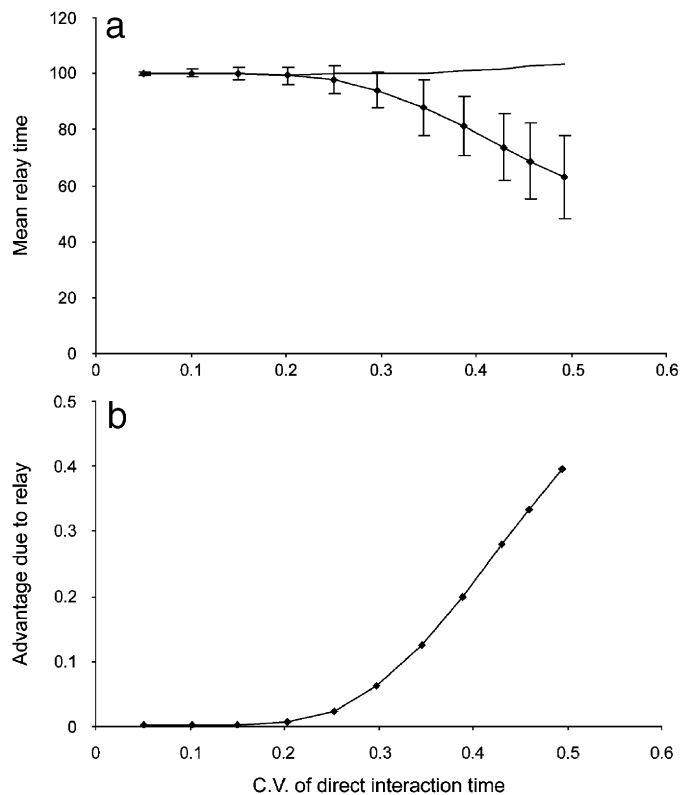 a
120
100
80
60
40
20
0
Mean relay time
0 0.1 0.2 0.3 0.4 0.5 0.6
b
0.5
0.4
0.3
0.2
0.1
0
Advantage due to relay
0 0.1 0.2 0.3 0.4 0.5 0.6
C.V. of direct interaction time